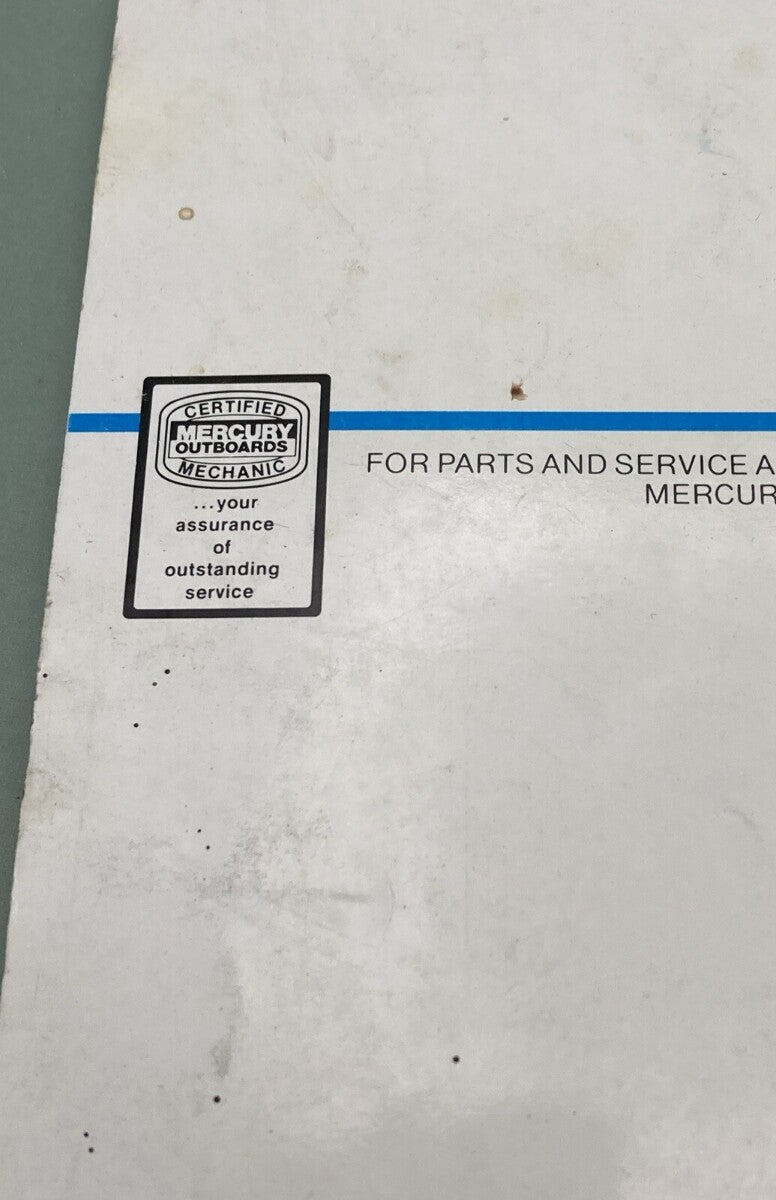 CERTIFIED
MERCURY
OUTBOARDS
MECHANIC
...your
assurance
of
outstanding
service
FOR PARTS AND SERVICE A
MERCUR